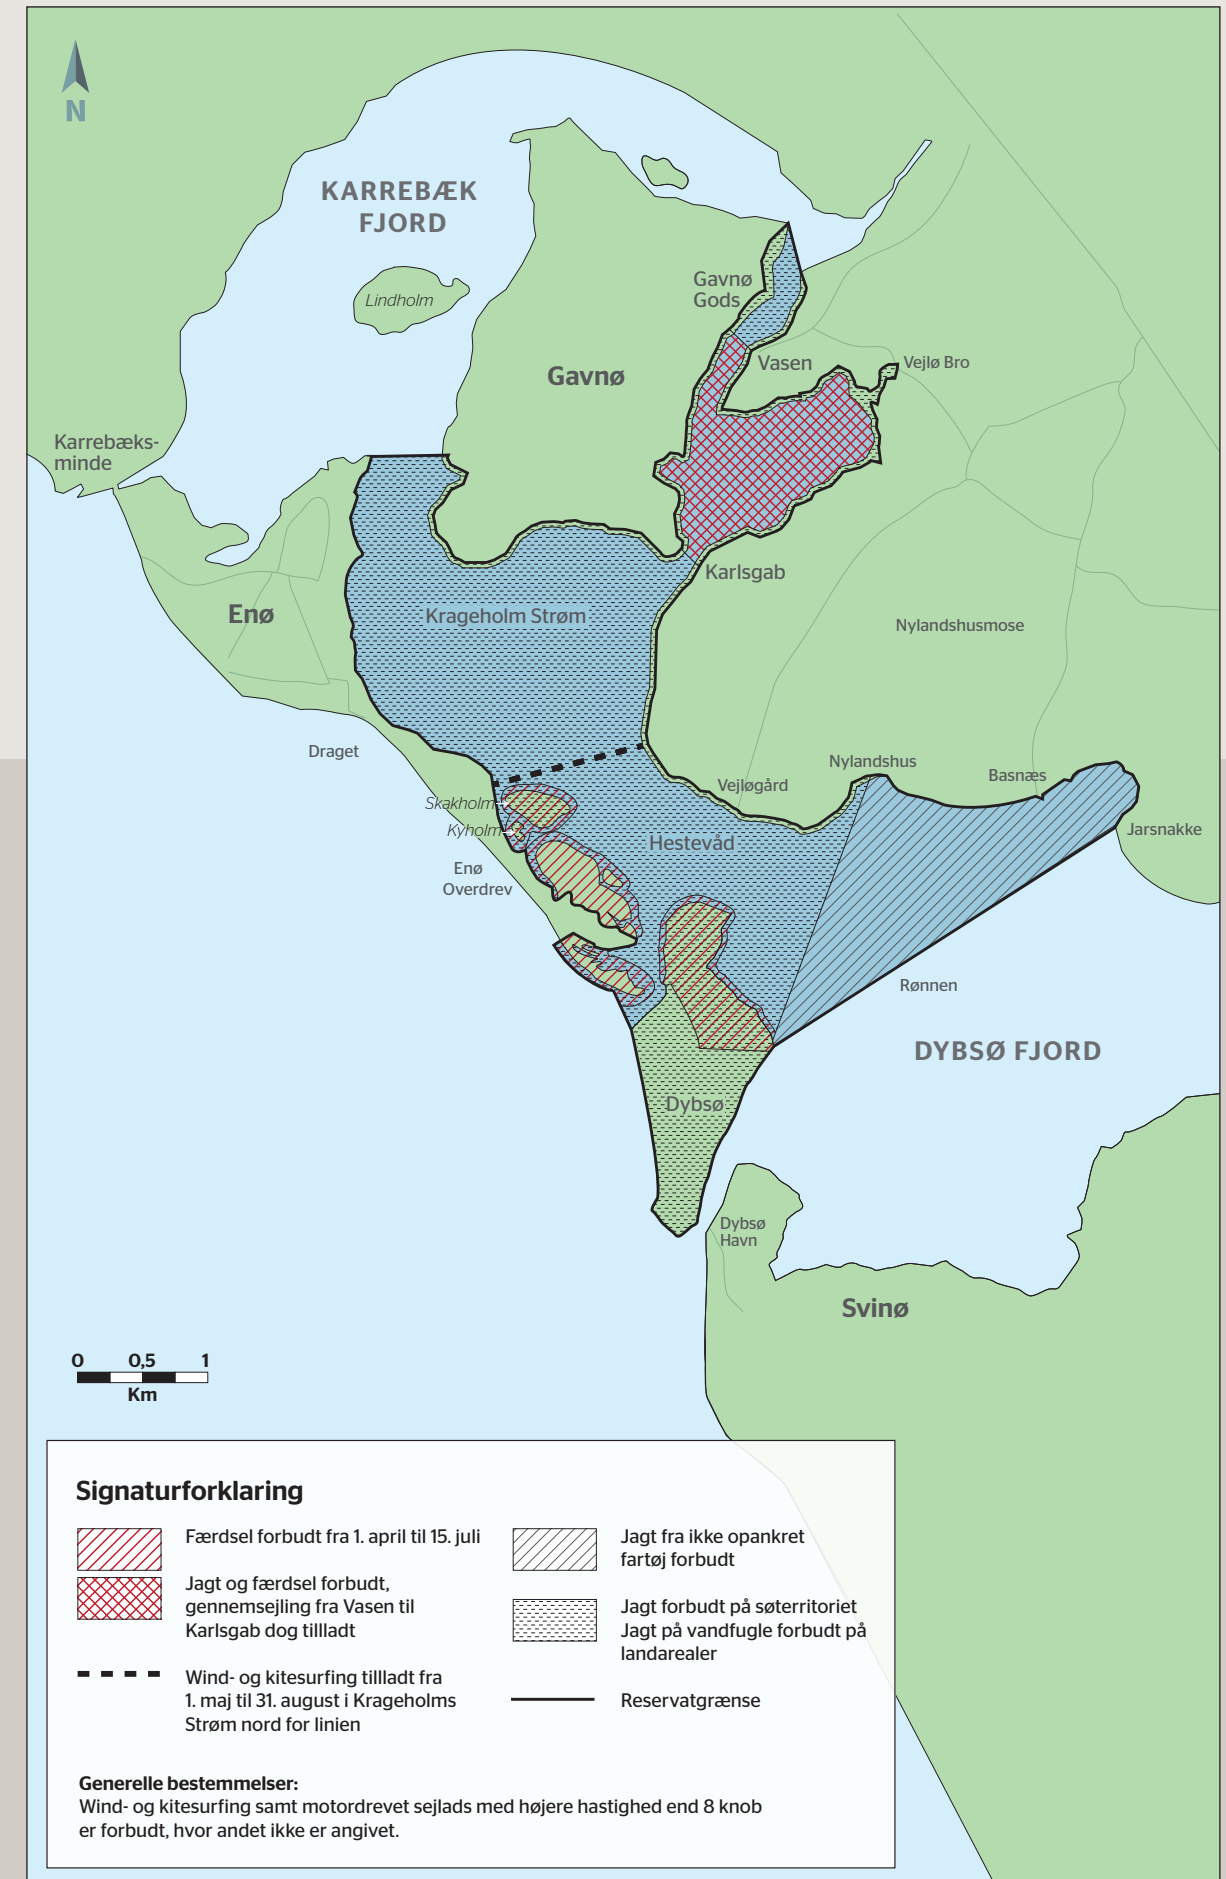 N
KARREBÆK
FJORD
Lindholm
Gavnø
Gods
Gavnø
Vasen
Vejlø Bro
Karrebæks-
minde
Karlsgab
Enø
Krageholm Strøm
Nylandshusmose
Draget
Nylandshus
Basnæs
Vejløgård
Skakholm
Kyholm
Jarsnakke
Hestevåd
Enø
Overdrev
Rønnen
DYBSØ FJORD
Dybsø
Dybsø
Havn
Svinø
0 0,5 1
Km
Signaturforklaring
Færdsel forbudt fra 1. april til 15. juli
Jagt og færdsel forbudt,
gennemsejling fra Vasen til
Karlsgab dog tillladt
Wind- og kitesurfing tillladt fra
1. maj til 31. august i Krageholms
Strøm nord for linien
Jagt fra ikke opankret
fartøj forbudt
Jagt forbudt på søterritoriet
Jagt på vandfugle forbudt på
landarealer
Reservatgrænse
Generelle bestemmelser:
Wind- og kitesurfing samt motordrevet sejlads med højere hastighed end 8 knob
er forbudt, hvor andet ikke er angivet.